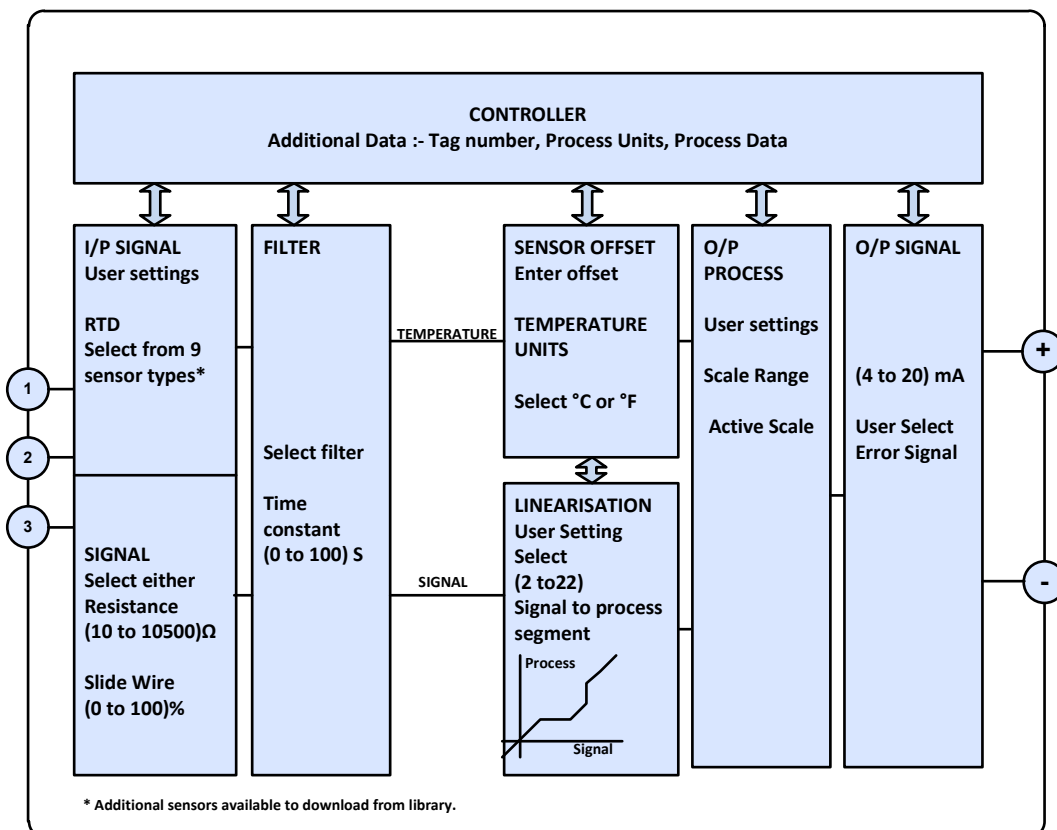 CONTROLLER
Additional Data :- Tag number, Process Units, Process Data
I/P SIGNAL
User settings
RTD
Select from 9
sensor types*
1
2
3
SIGNAL
Select either
Resistance
(10 to 10500)Ω
Slide Wire
(0 to 100)%
FILTER
Select filter
Time
constant
(0 to 100) S
TEMPERATURE
SIGNAL
SENSOR OFFSET
Enter offset
TEMPERATURE
UNITS
Select °C or °F
LINEARISATION
User Setting
Select
(2 to22)
Signal to process
segment
Process
Signal
O/P
PROCESS
User settings
Scale Range
Active Scale
O/P SIGNAL
(4 to 20) mA
User Select
Error Signal
+
-
* Additional sensors available to download from library.